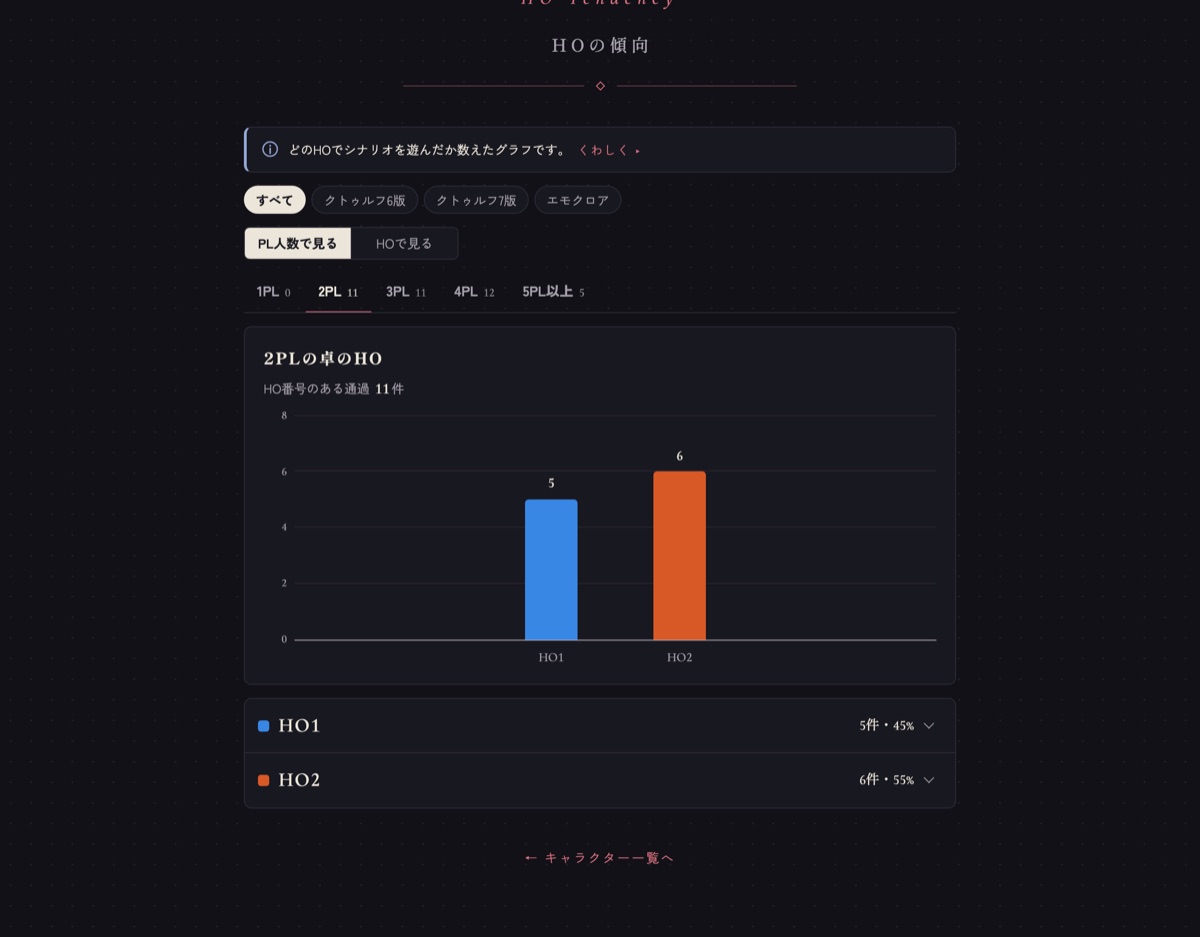 HO Tendency
HOの傾向
どのHOでシナリオを遊んだか数えたグラフです。 くわしく ▸
すべて クトゥルフ6版 クトゥルフ7版 エモクロア
PL人数で見る HOで見る
1PL 0 2PL 11 3PL 11 4PL 12 5PL以上 5
2PLの卓のHO
HO番号のある通過 11件
8
6
6
5
4
2
0
HO1 HO2
HO1 5件・45%
HO2 6件・55%
← キャラクター一覧へ